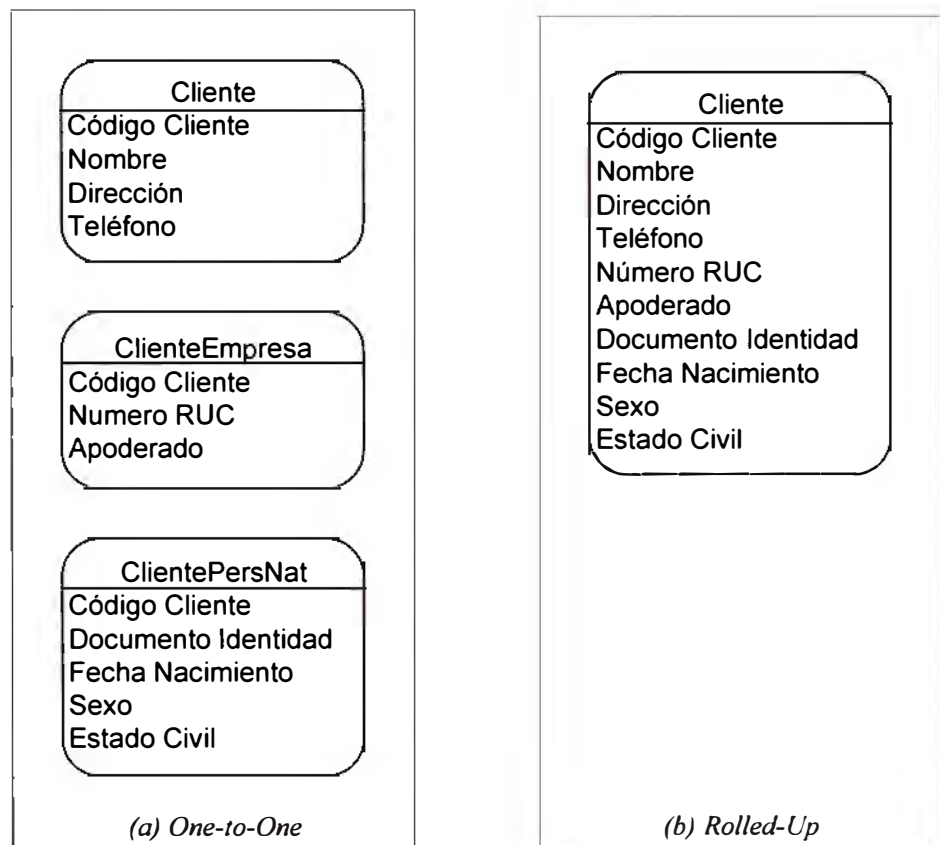 Cliente
Código Cliente
Nombre
Dirección
Teléfono
ClienteEmpresa
Código Cliente
Numero RUC
Apoderado
ClientePersNat
Código Cliente
Documento Identidad
Fecha Nacimiento
Sexo
Estado Civil
(a) One-to-One
Cliente
Código Cliente
Nombre
Dirección
Teléfono
Número RUC
Apoderado
Documento Identidad
Fecha Nacimiento
Sexo
Estado Civil
(b) Rolled-Up